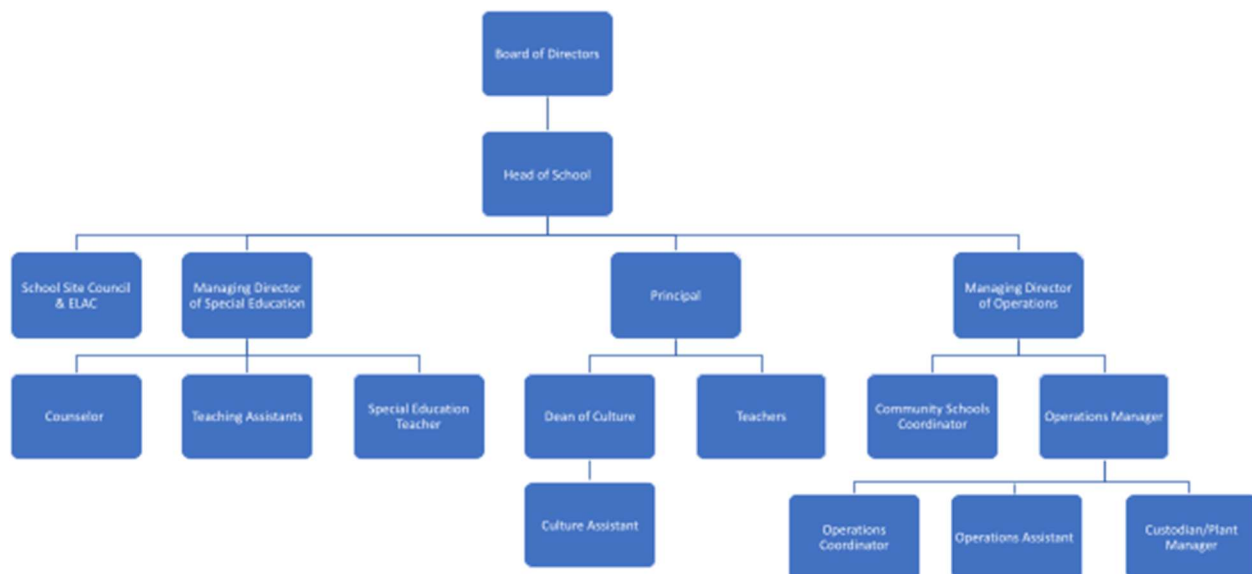 Board of Directors
Head of School
School Site Council
& ELAC
Managing Director
of Special Education
Principal
Managing Director
of Operations
Counselor
Teaching Assistants
Special Education
Teacher
Dean of Culture
Teachers
Community Schools
Coordinator
Operations Manager
Culture Assistant
Operations
Coordinator
Operations Assistant
Custodian/Plant
Manager